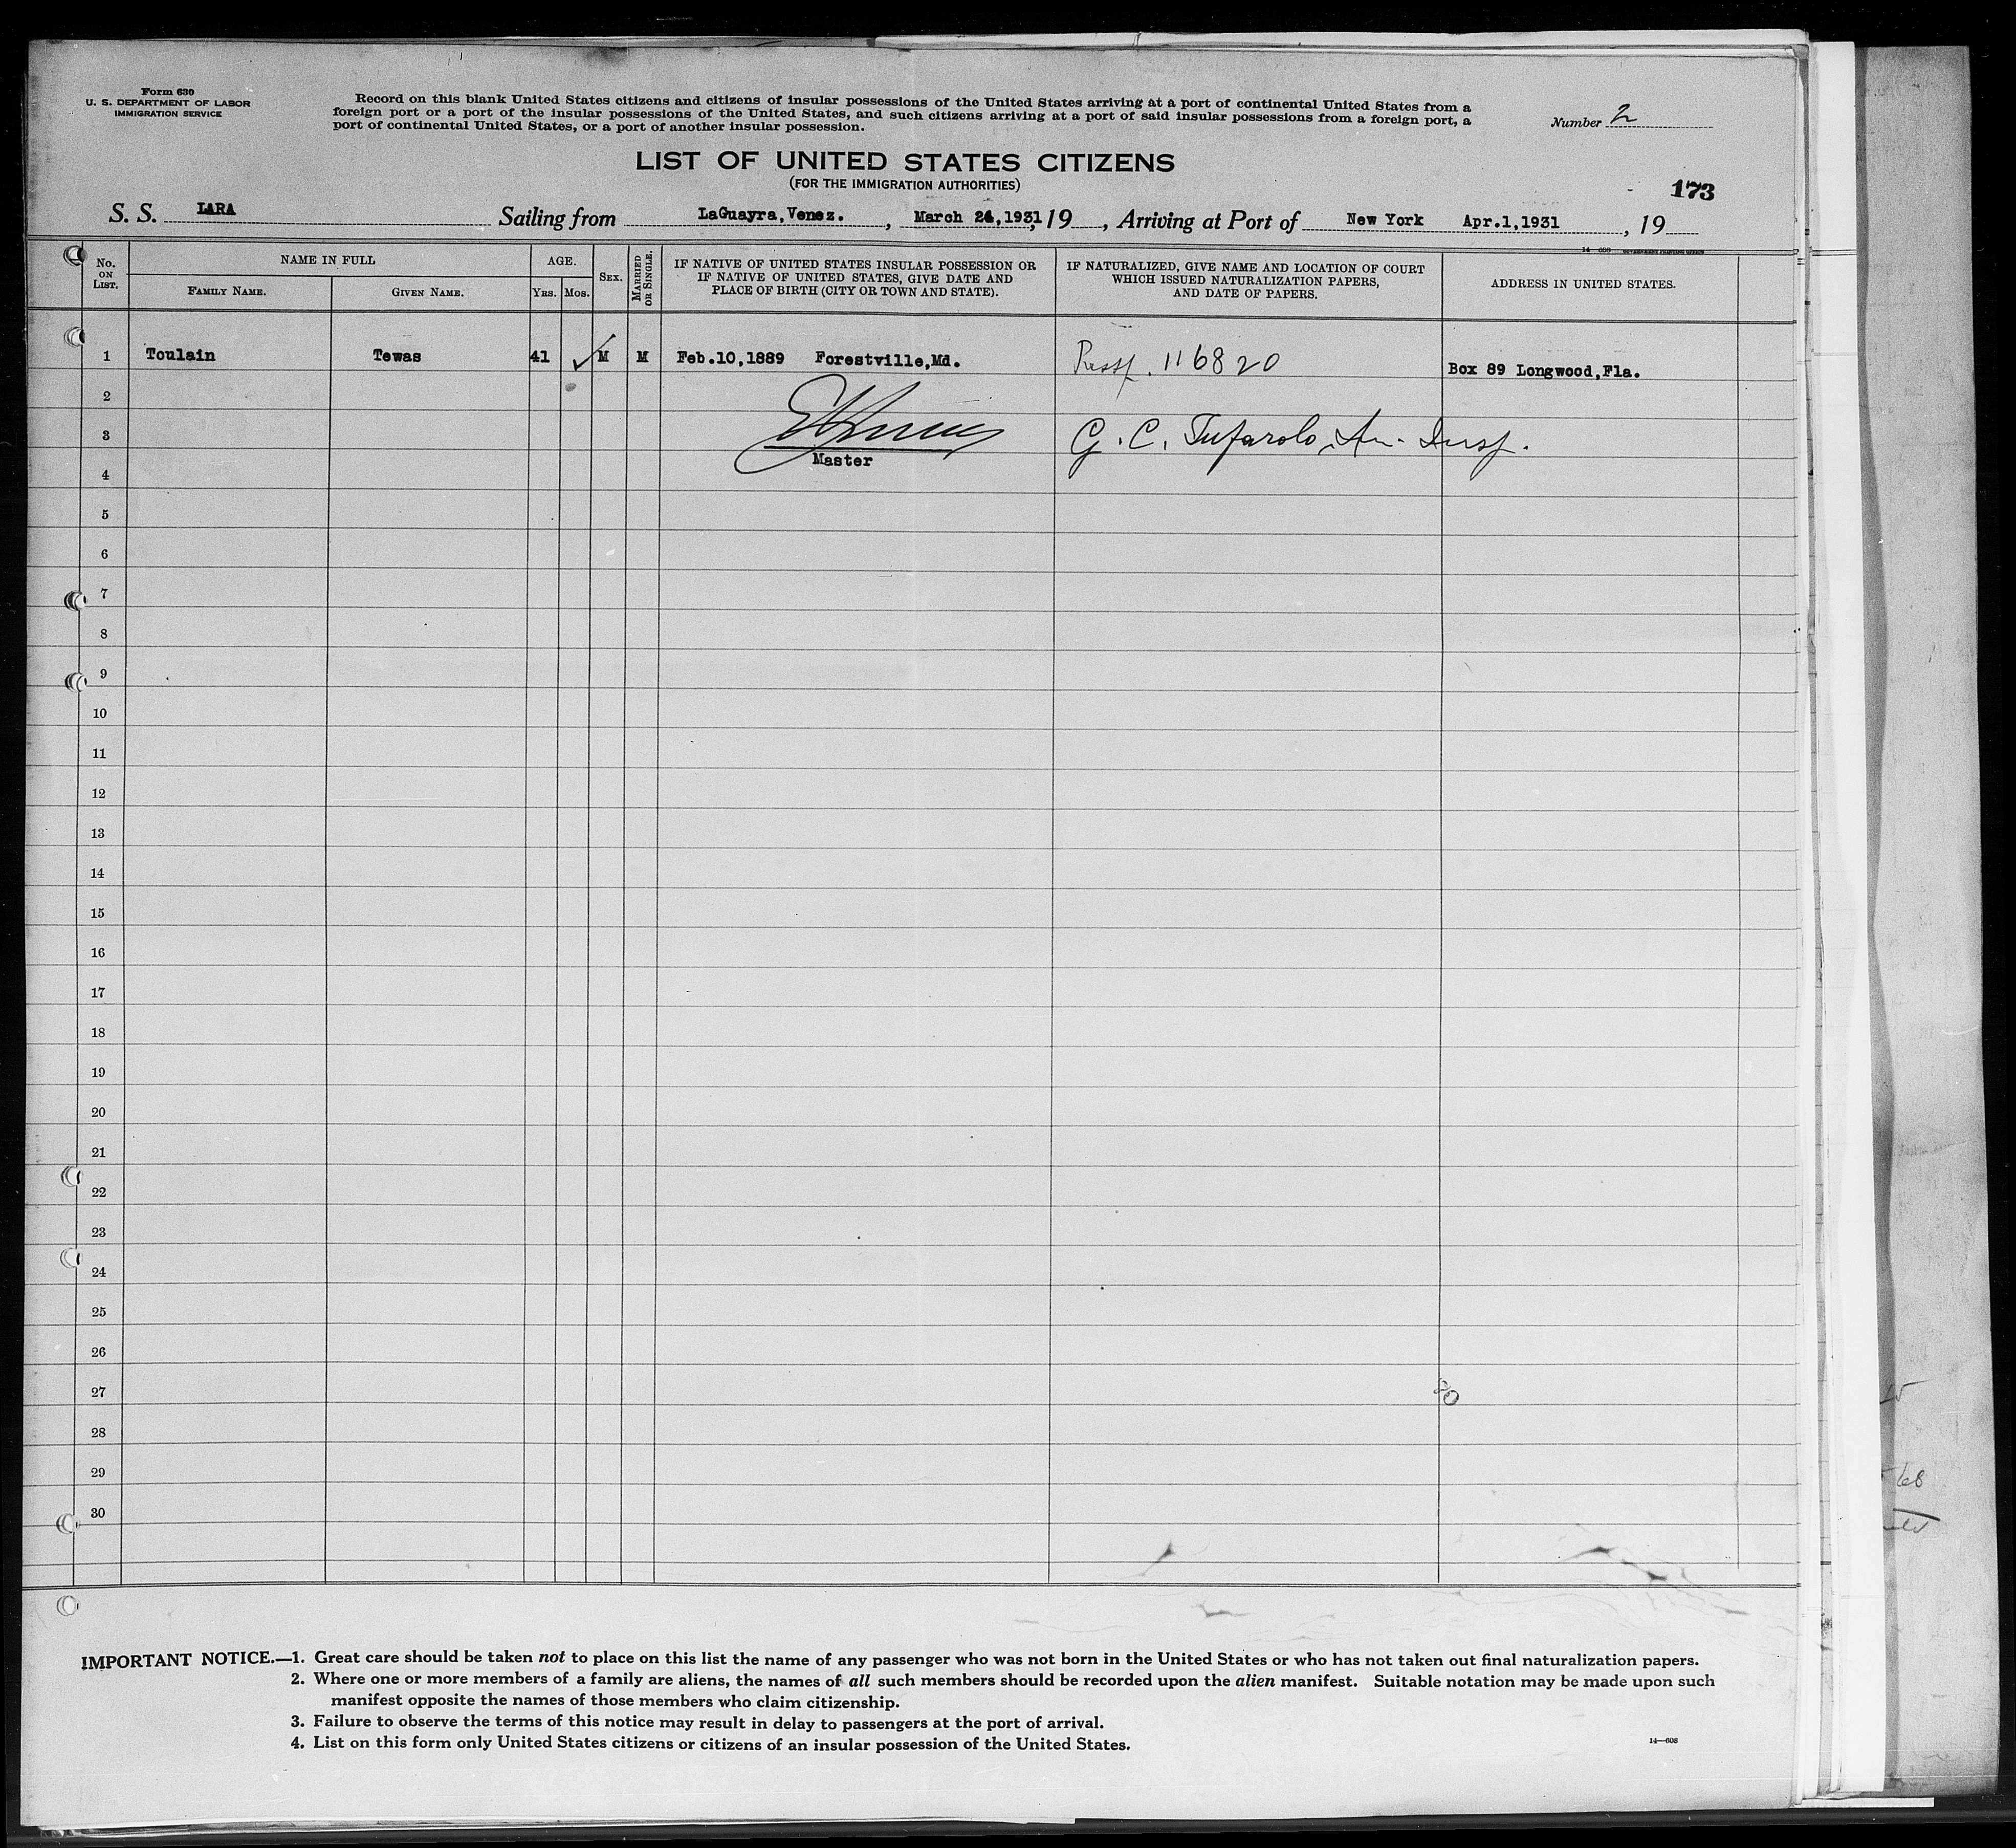 Form 630
U. S. DEPARTMENT OF LABOR
IMMIGRATION SERVICE
Record on this blank United States citizens and citizens of insular possessions of the United States arriving at a port of continental United States from a
foreign port or a port of the insular possessions of the United States, and such citizens arriving at a port of said insular possessions from a foreign port, a
port of continental United States, or a port of another insular possession.
Number 2
LIST OF UNITED STATES CITIZENS
(FOR THE IMMIGRATION AUTHORITIES)
173
S. S. LARA Sailing from LaGuayra, Venez., March 24, 1931, 19 , Arriving at Port of New York Apr.1,1931 , 19
14—608 GOVERNMENT PRINTING OFFICE
No. ON LIST.
NAME IN FULL
FAMILY NAME.
GIVEN NAME.
AGE.
YRS.
MOS.
SEX.
MARRIED OR SINGLE.
IF NATIVE OF UNITED STATES INSULAR POSSESSION OR
IF NATIVE OF UNITED STATES, GIVE DATE AND
PLACE OF BIRTH (CITY OR TOWN AND STATE).
IF NATURALIZED, GIVE NAME AND LOCATION OF COURT
WHICH ISSUED NATURALIZATION PAPERS,
AND DATE OF PAPERS.
ADDRESS IN UNITED STATES.
1 Toulain Tewas 41 M M Feb.10,1889 Forestville,Md. Passp. 116820 Box 89 Longwood,Fla.
2
3 G. C. Tufarolo, Im. Insp.
Master
4
5
6
7
8
9
10
11
12
13
14
15
16
17
18
19
20
21
22
23
24
25
26
27
28
29
30
IMPORTANT NOTICE.—1. Great care should be taken not to place on this list the name of any passenger who was not born in the United States or who has not taken out final naturalization papers.
2. Where one or more members of a family are aliens, the names of all such members should be recorded upon the alien manifest. Suitable notation may be made upon such
manifest opposite the names of those members who claim citizenship.
3. Failure to observe the terms of this notice may result in delay to passengers at the port of arrival.
4. List on this form only United States citizens or citizens of an insular possession of the United States.
14—608